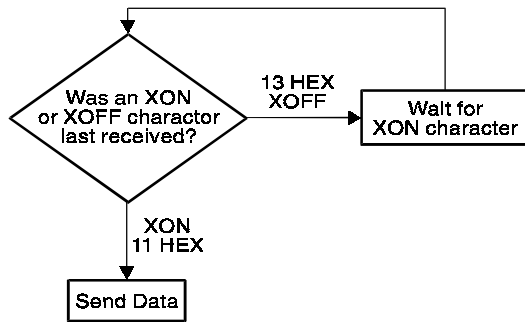 Was an XON
or XOFF charactor
last received?
13 HEX
XOFF
Walt for
XON character
XON
11 HEX
Send Data